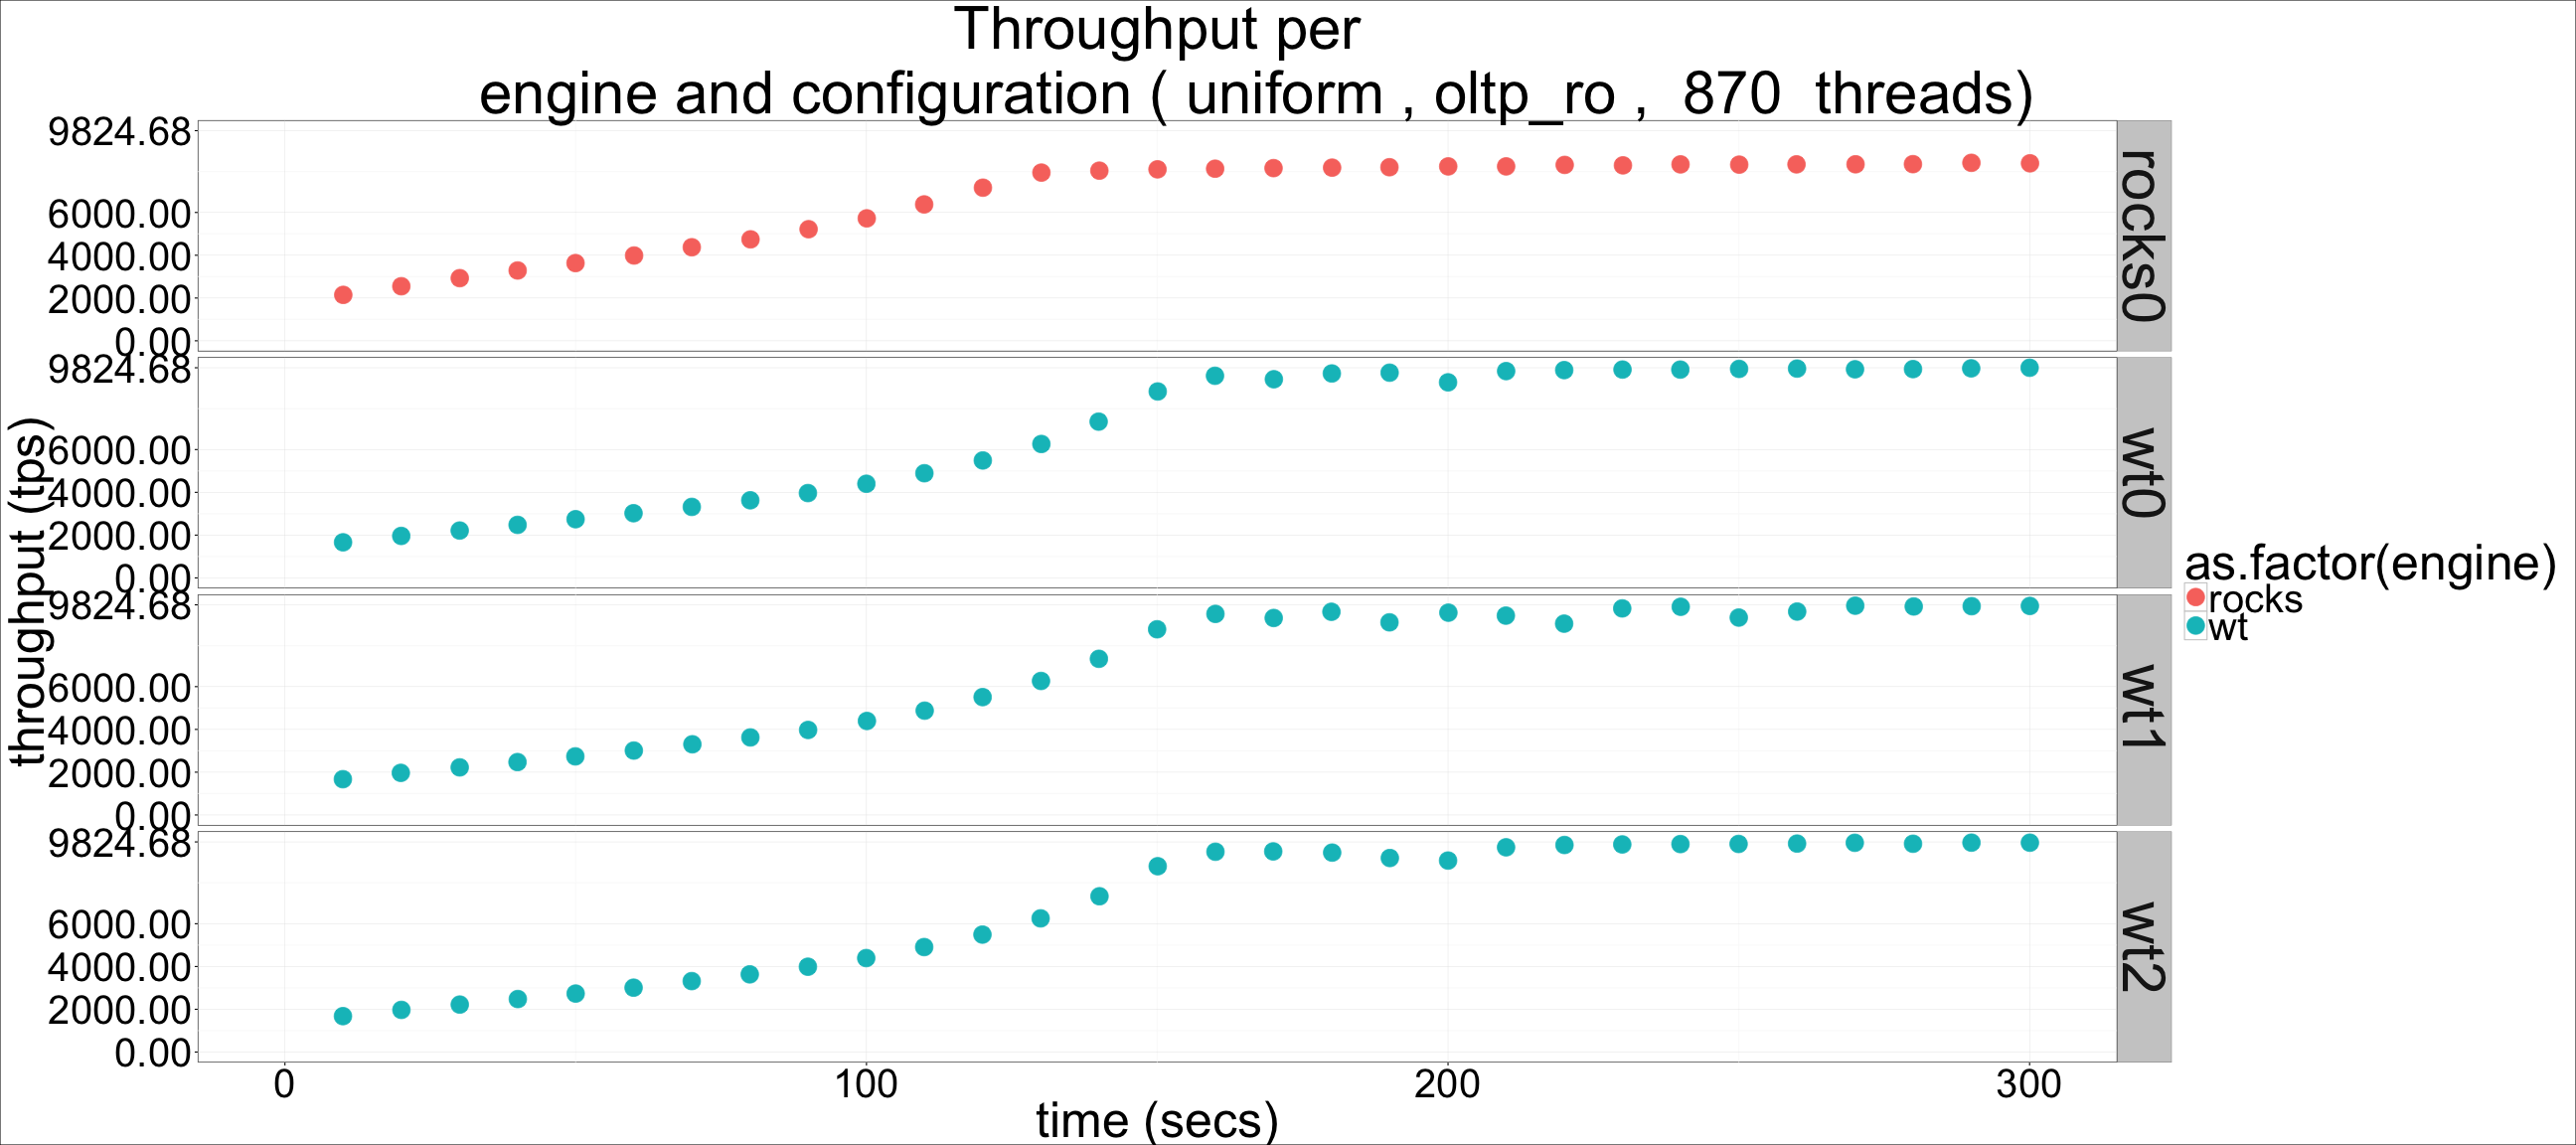 Throughput per
engine and configuration ( uniform , oltp_ro , 870 threads)
throughput (tps)
9824.68
6000.00
4000.00
2000.00
0.00
rocks0
9824.68
6000.00
4000.00
2000.00
0.00
wt0
9824.68
6000.00
4000.00
2000.00
0.00
wt1
9824.68
6000.00
4000.00
2000.00
0.00
wt2
0 100 200 300
time (secs)
as.factor(engine)
rocks
wt